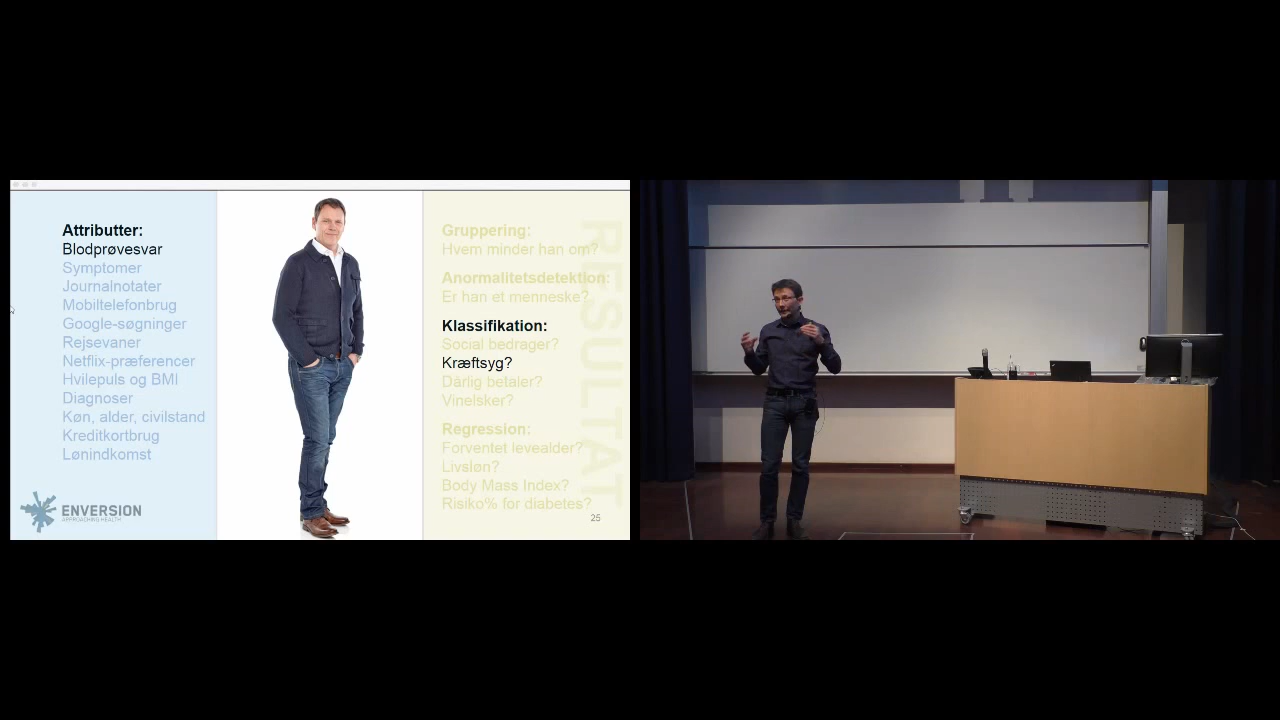 Attributter:
Blodprøvesvar
Symptomer
Journalnotater
Mobiltelefonbrug
Google-søgninger
Rejsevaner
Netflix-præferencer
Hvilepuls og BMI
Diagnoser
Køn, alder, civilstand
Kreditkortbrug
Lønindkomst
ENVERSION
APPROACHING HEALTH
Gruppering:
Hvem minder han om?
Anormalitetsdetektion:
Er han et menneske?
Klassifikation:
Social bedrager?
Kræftsyg?
Dårlig betaler?
Vinelsker?
Regression:
Forventet levealder?
Livsløn?
Body Mass Index?
Risiko% for diabetes?
RESULTAT
25